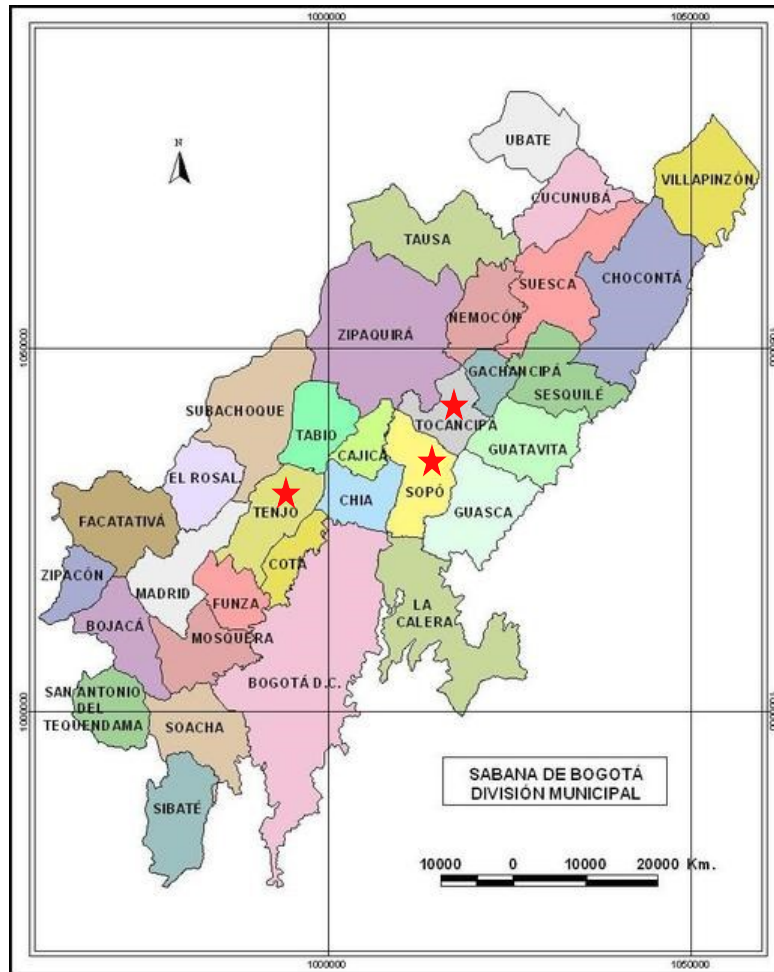 1000000
1050000
N
UBATE
VILLAPINZÓN
CUCUNUBÁ
TAUSA
SUESCA
CHOCONTÁ
NEMOCÓN
ZIPAQUIRÁ
GACHANCIPÁ
SESQUILÉ
SUBACHOQUE
TOCANCIPÁ
TABIO
CAJICÁ
GUATAVITA
EL ROSAL
SOPÓ
CHIA
TENJO
GUASCA
FACATATIVÁ
COTA
ZIPACÓN
MADRID
FUNZA
LA
CALERA
BOJACÁ
MOSQUERA
BOGOTÁ D.C.
SAN ANTONIO
DEL
TEQUENDAMA
SOACHA
SIBATÉ
1050000
1000000
SABANA DE BOGOTÁ
DIVISIÓN MUNICIPAL
10000 0 10000 20000 Km.
1000000
1050000